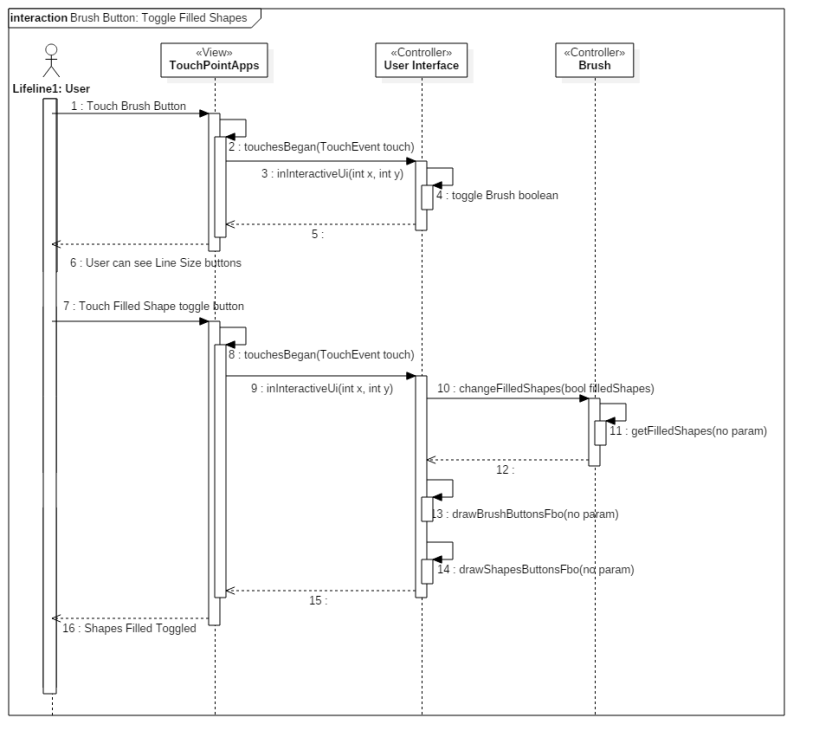 interaction Brush Button: Toggle Filled Shapes
«View»
TouchPointApps
«Controller»
User Interface
«Controller»
Brush
Lifeline1: User
1 : Touch Brush Button
2 : touchesBegan(TouchEvent touch)
3 : inInteractiveUi(int x, int y)
4 : toggle Brush boolean
5 :
6 : User can see Line Size buttons
7 : Touch Filled Shape toggle button
8 : touchesBegan(TouchEvent touch)
9 : inInteractiveUi(int x, int y)
10 : changeFilledShapes(bool filledShapes)
11 : getFilledShapes(no param)
12 :
13 : drawBrushButtonsFbo(no param)
14 : drawShapesButtonsFbo(no param)
15 :
16 : Shapes Filled Toggled